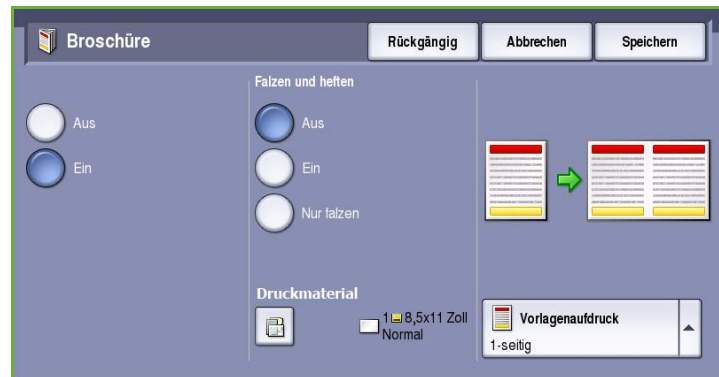 Broschüre
Rückgängig
Abbrechen
Speichern
Aus
Ein
Falzen und heften
Aus
Ein
Nur falzen
Druckmaterial
1 8,5x11 Zoll
Normal
Vorlagenaufdruck
1-seitig